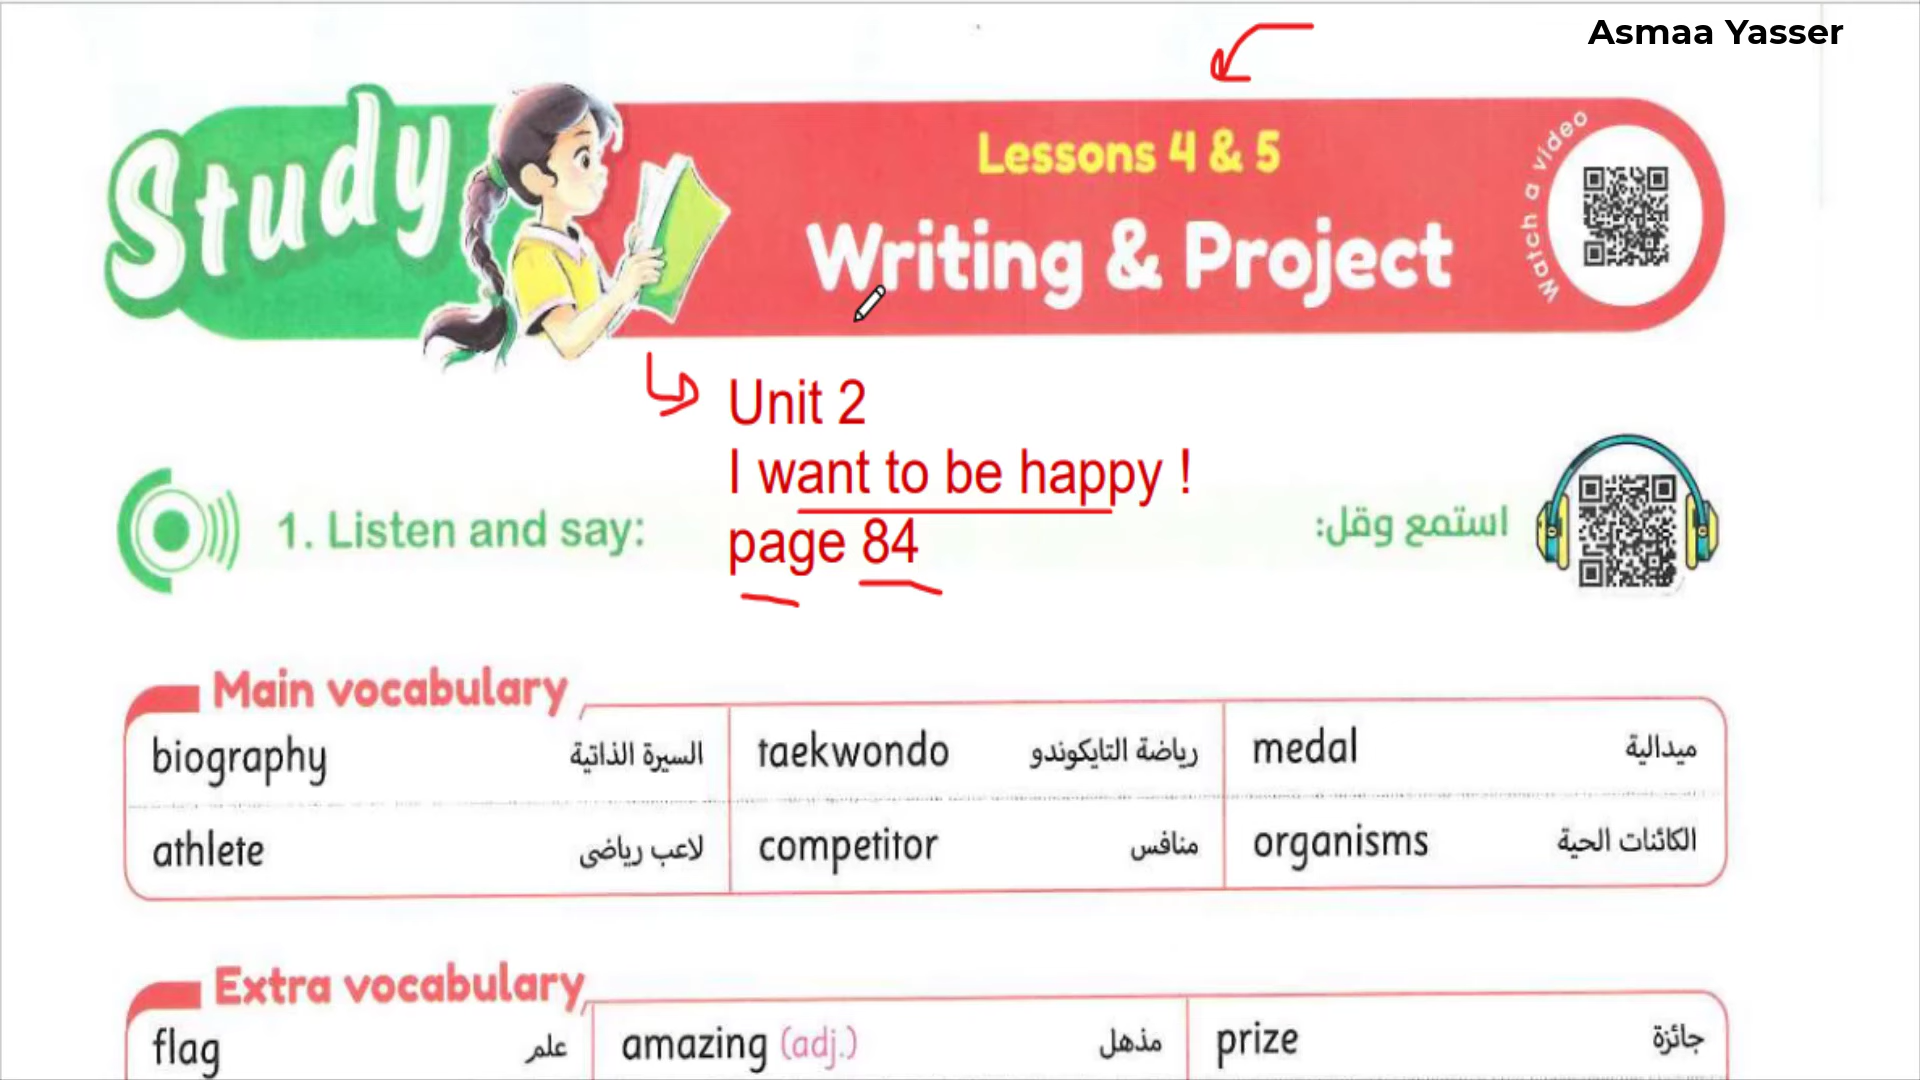 Asmaa Yasser
Study
Lessons 4 & 5
Writing & Project
Watch a video
Unit 2
I want to be happy !
page 84
1. Listen and say:
استمع وقل:
Main vocabulary
biography السيرة الذاتية taekwondo رياضة التايكوندو medal ميدالية
athlete لاعب رياضى competitor منافس organisms الكائنات الحية
Extra vocabulary
flag علم amazing (adj.) مذهل prize جائزة